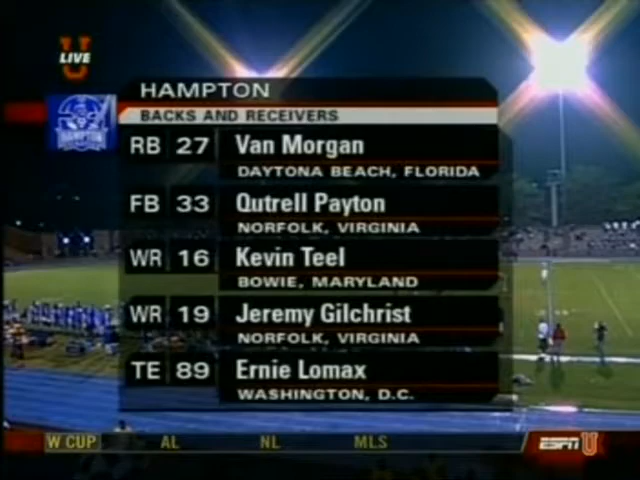 U
LIVE
HAMPTON
BACKS AND RECEIVERS
HAMPTON
RB 27 Van Morgan
DAYTONA BEACH, FLORIDA
FB 33 Qutrell Payton
NORFOLK, VIRGINIA
WR 16 Kevin Teel
BOWIE, MARYLAND
WR 19 Jeremy Gilchrist
NORFOLK, VIRGINIA
TE 89 Ernie Lomax
WASHINGTON, D.C.
W CUP AL NL MLS ESPN U